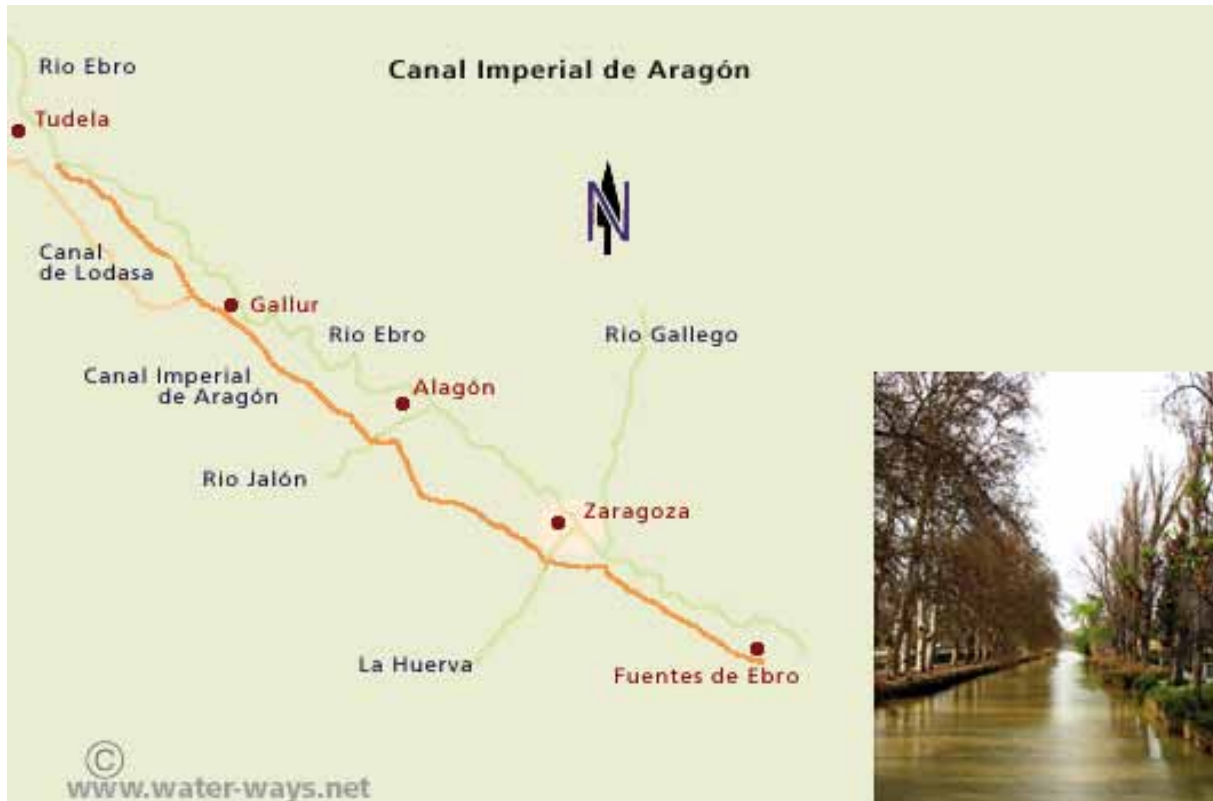 Canal Imperial de Aragón
Rio Ebro
Tudela
N
Canal
de Lodasa
Gallur
Rio Ebro
Rio Gallego
Canal Imperial
de Aragón
Alagón
Rio Jalón
Zaragoza
La Huerva
Fuentes de Ebro
©
www.water-ways.net